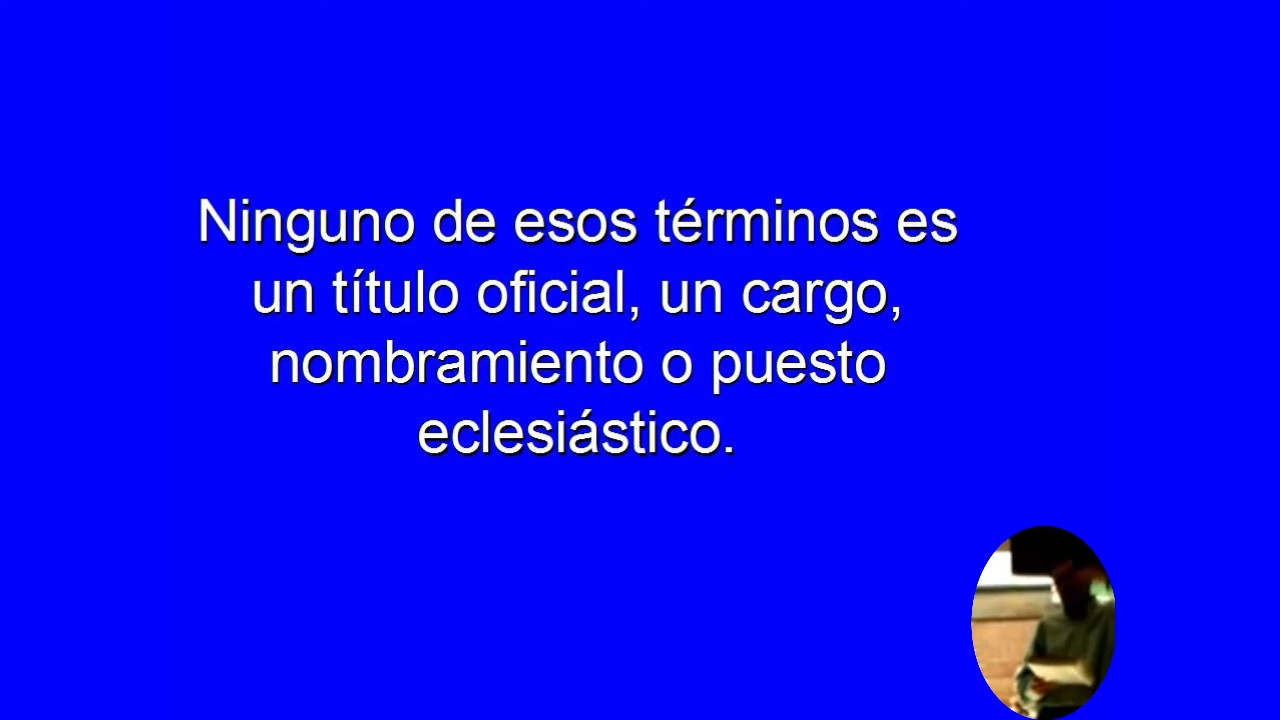 Ninguno de esos términos es
un título oficial, un cargo,
nombramiento o puesto
eclesiástico.